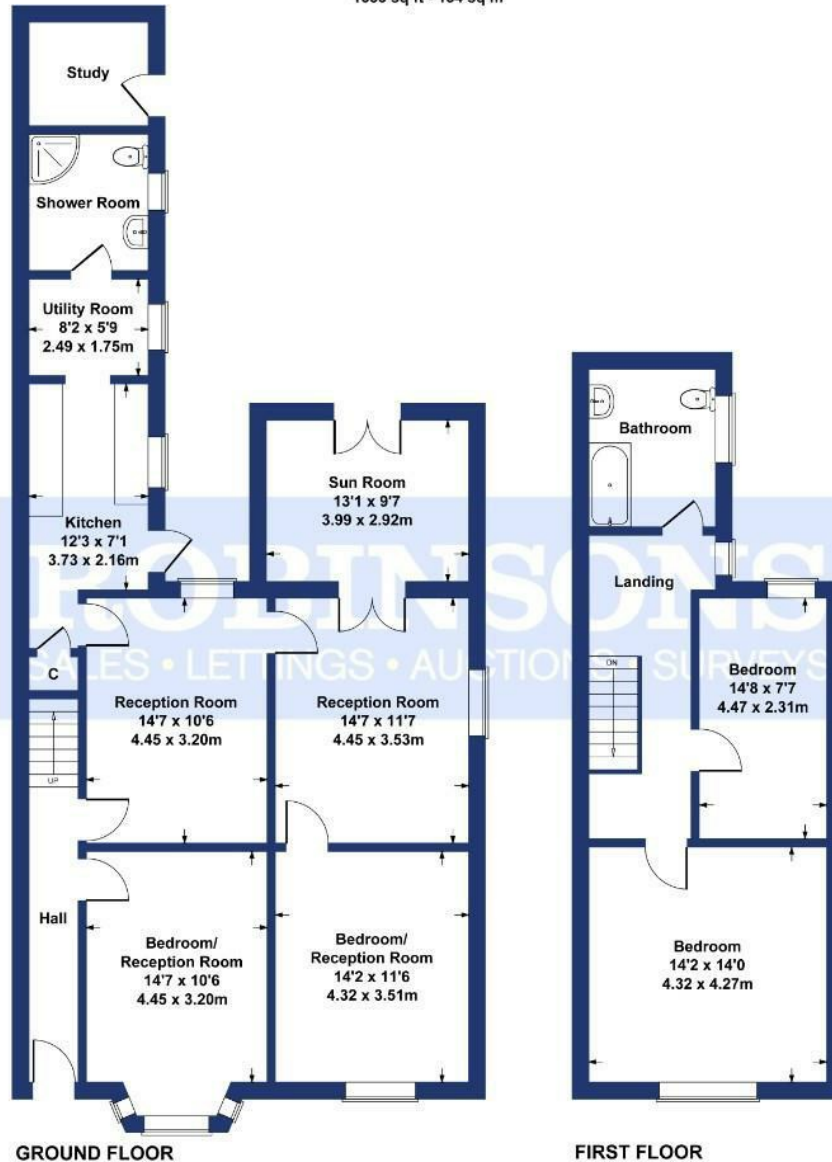 Study
Shower Room
Utility Room
8'2 x 5'9
2.49 x 1.75m
Kitchen
12'3 x 7'1
3.73 x 2.16m
Sun Room
13'1 x 9'7
3.99 x 2.92m
Bathroom
Landing
DN
Bedroom
14'8 x 7'7
4.47 x 2.31m
ROBINSONS
SALES • LETTINGS • AUCTIONS • SURVEYS
C
UP
Reception Room
14'7 x 10'6
4.45 x 3.20m
Reception Room
14'7 x 11'7
4.45 x 3.53m
Hall
Bedroom/
Reception Room
14'7 x 10'6
4.45 x 3.20m
Bedroom/
Reception Room
14'2 x 11'6
4.32 x 3.51m
Bedroom
14'2 x 14'0
4.32 x 4.27m
GROUND FLOOR
FIRST FLOOR